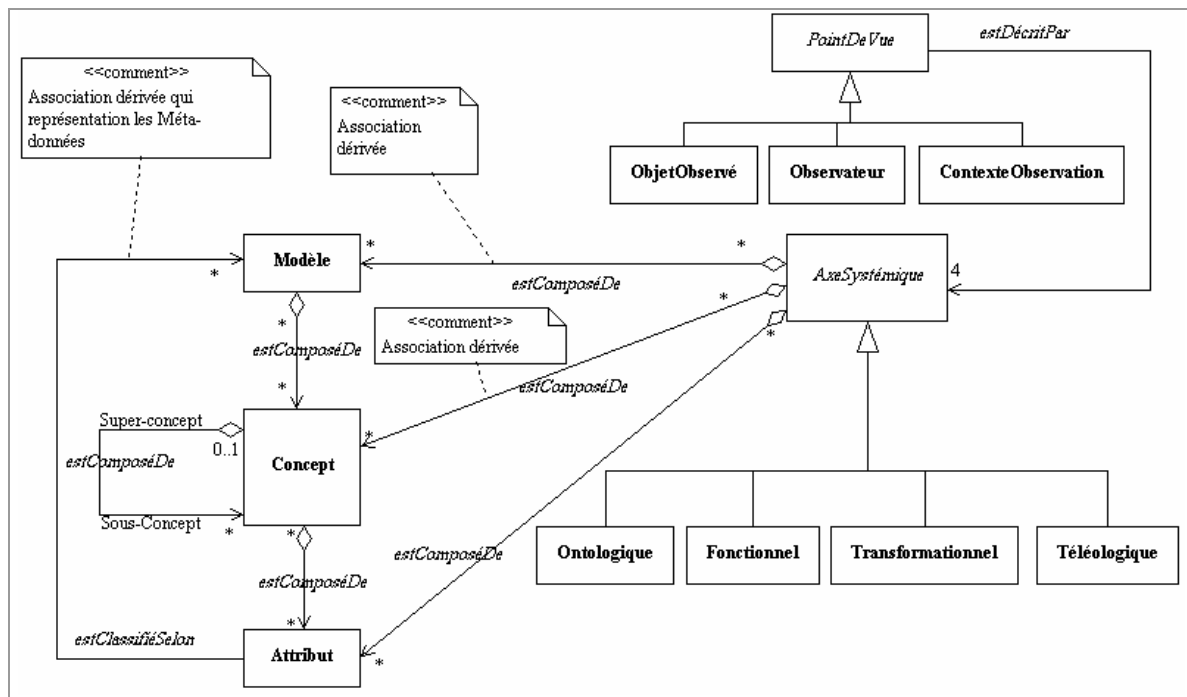 PointDeVue
estDécritPar
<<comment>>
Association dérivée qui
représentation les Méta-
données
<<comment>>
Association
dérivée
ObjetObservé
Observateur
ContexteObservation
Modèle
*
*
*
estComposéDe
AxeSystémique
4
*
estComposéDe
*
<<comment>>
Association dérivée
*
*
estComposéDe
Super-concept
0..1
estComposéDe
Concept
*
Sous-Concept
*
*
estComposéDe
estComposéDe
Ontologique
Fonctionnel
Transformationnel
Téléologique
*
estClassifiéSelon
Attribut
*